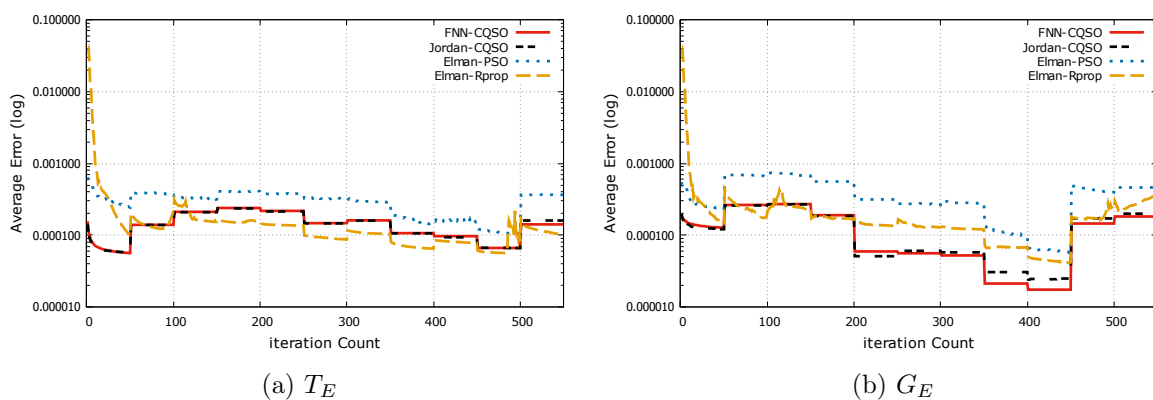 0.100000
0.010000
0.001000
0.000100
0.000010
Average Error (log)
0 100 200 300 400 500
iteration Count
FNN-CQSO
Jordan-CQSO
Elman-PSO
Elman-Rprop
(a) T_E
0.100000
0.010000
0.001000
0.000100
0.000010
Average Error (log)
0 100 200 300 400 500
iteration Count
FNN-CQSO
Jordan-CQSO
Elman-PSO
Elman-Rprop
(b) G_E